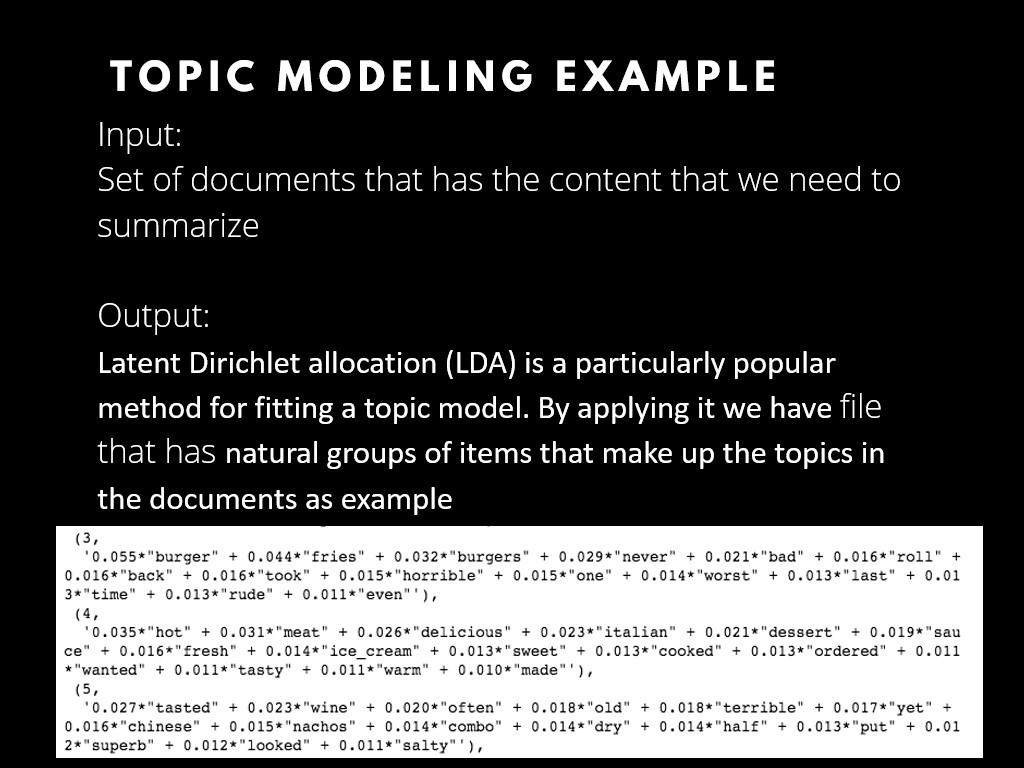 TOPIC MODELING EXAMPLE
Input:
Set of documents that has the content that we need to
summarize
Output:
Latent Dirichlet allocation (LDA) is a particularly popular
method for fitting a topic model. By applying it we have file
that has natural groups of items that make up the topics in
the documents as example
(3,
'0.055*"burger" + 0.044*"fries" + 0.032*"burgers" + 0.029*"never" + 0.021*"bad" + 0.016*"roll" +
0.016*"back" + 0.016*"took" + 0.015*"horrible" + 0.015*"one" + 0.014*"worst" + 0.013*"last" + 0.01
3*"time" + 0.013*"rude" + 0.011*"even"'),
(4,
'0.035*"hot" + 0.031*"meat" + 0.026*"delicious" + 0.023*"italian" + 0.021*"dessert" + 0.019*"sau
ce" + 0.016*"fresh" + 0.014*"ice_cream" + 0.013*"sweet" + 0.013*"cooked" + 0.013*"ordered" + 0.011
*"wanted" + 0.011*"tasty" + 0.011*"warm" + 0.010*"made"'),
(5,
'0.027*"tasted" + 0.023*"wine" + 0.020*"often" + 0.018*"old" + 0.018*"terrible" + 0.017*"yet" +
0.016*"chinese" + 0.015*"nachos" + 0.014*"combo" + 0.014*"dry" + 0.014*"half" + 0.013*"put" + 0.01
2*"superb" + 0.012*"looked" + 0.011*"salty"'),